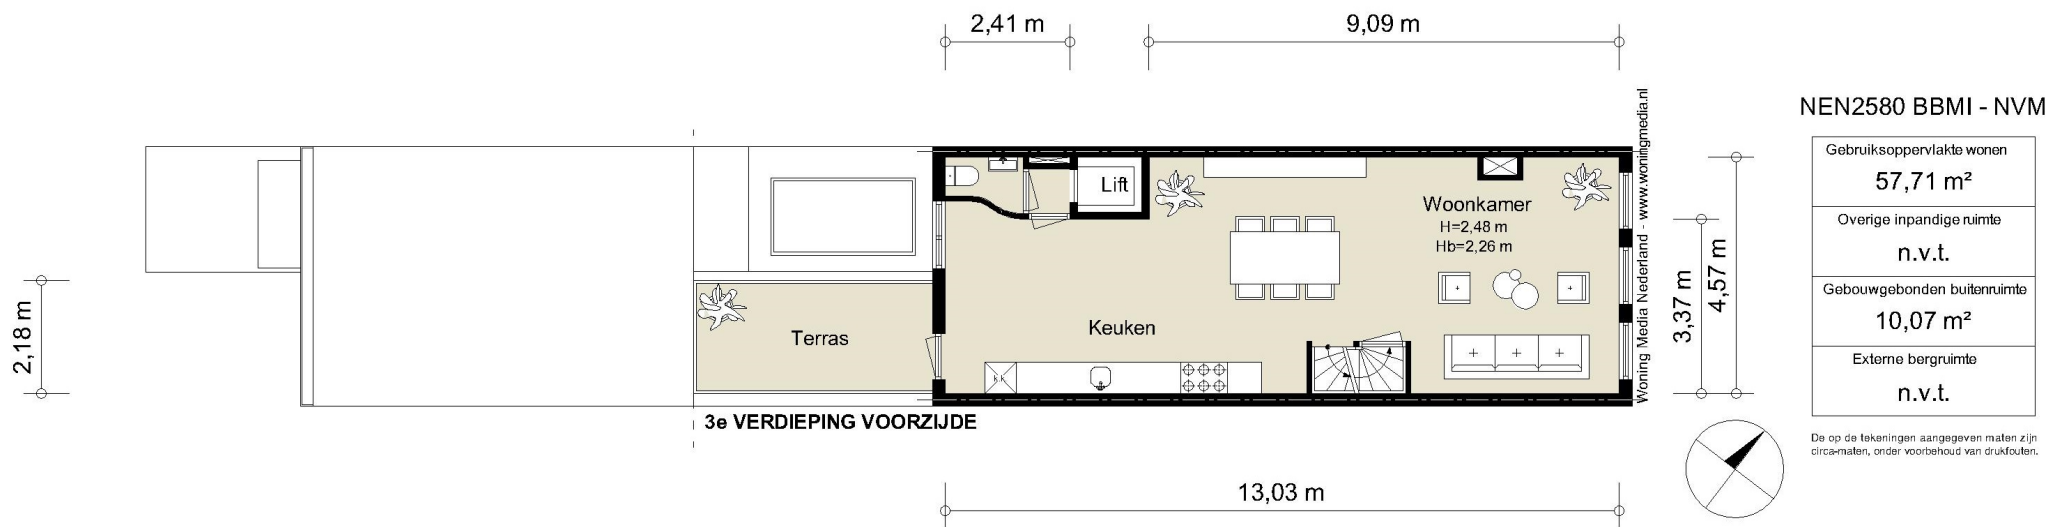 2,41 m
9,09 m
NEN2580 BBMI - NVM
Gebruiksoppervlakte wonen
57,71 m²
Overige inpandige ruimte
n.v.t.
Gebouwgebonden buitenruimte
10,07 m²
Externe bergruimte
n.v.t.
De op de tekeningen aangegeven maten zijn
circa-maten, onder voorbehoud van drukfouten.
Lift
Woonkamer
H=2,48 m
Hb=2,26 m
Keuken
Terras
2,18 m
3,37 m
4,57 m
Woning Media Nederland - www.woningmedia.nl
3e VERDIEPING VOORZIJDE
13,03 m